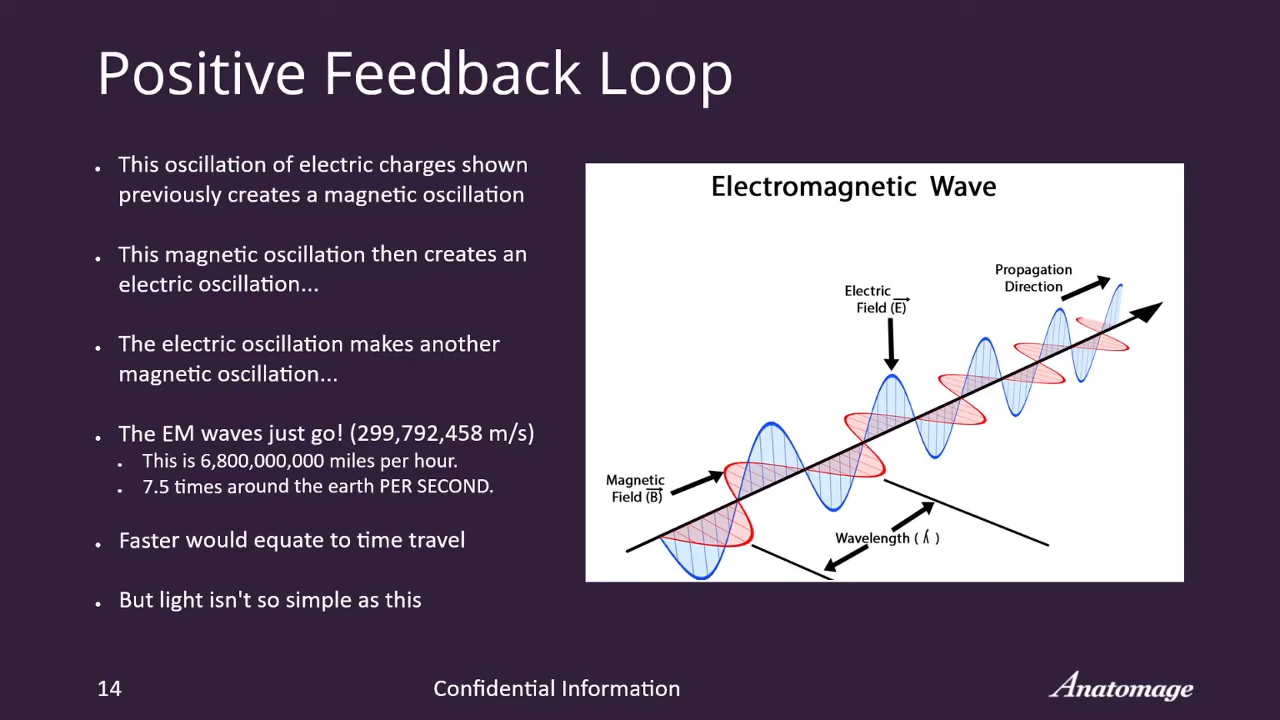 Positive Feedback Loop
• This oscillation of electric charges shown
previously creates a magnetic oscillation
• This magnetic oscillation then creates an
electric oscillation...
• The electric oscillation makes another
magnetic oscillation...
• The EM waves just go! (299,792,458 m/s)
• This is 6,800,000,000 miles per hour.
• 7.5 times around the earth PER SECOND.
• Faster would equate to time travel
• But light isn't so simple as this
Electromagnetic Wave
Propagation
Direction
Electric
Field (E)
Magnetic
Field (B)
Wavelength ( λ )
14
Confidential Information
Anatomage